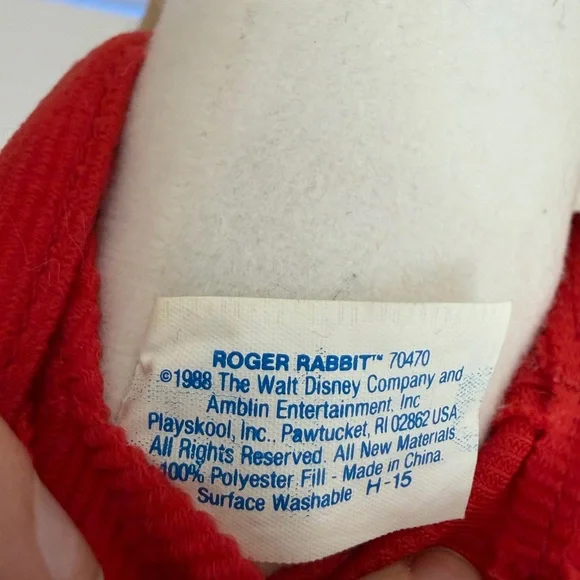 ROGER RABBIT™ 70470
©1988 The Walt Disney Company and
Amblin Entertainment, Inc
Playskool, Inc., Pawtucket, RI 02862 USA
All Rights Reserved. All New Materials
100% Polyester Fill - Made in China.
Surface Washable H-15